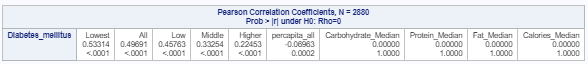 Pearson Correlation Coefficients, N = 2880
Prob > |r| under H0: Rho=0
Diabetes_mellitus Lowest All Low Middle Higher percapita_all Carbohydrate_Median Protein_Median Fat_Median Calories_Median
0.53314 0.49691 0.45763 0.33254 0.22453 -0.06963 0.00000 0.00000 0.00000 0.00000
<.0001 <.0001 <.0001 <.0001 <.0001 0.0002 1.0000 1.0000 1.0000 1.0000